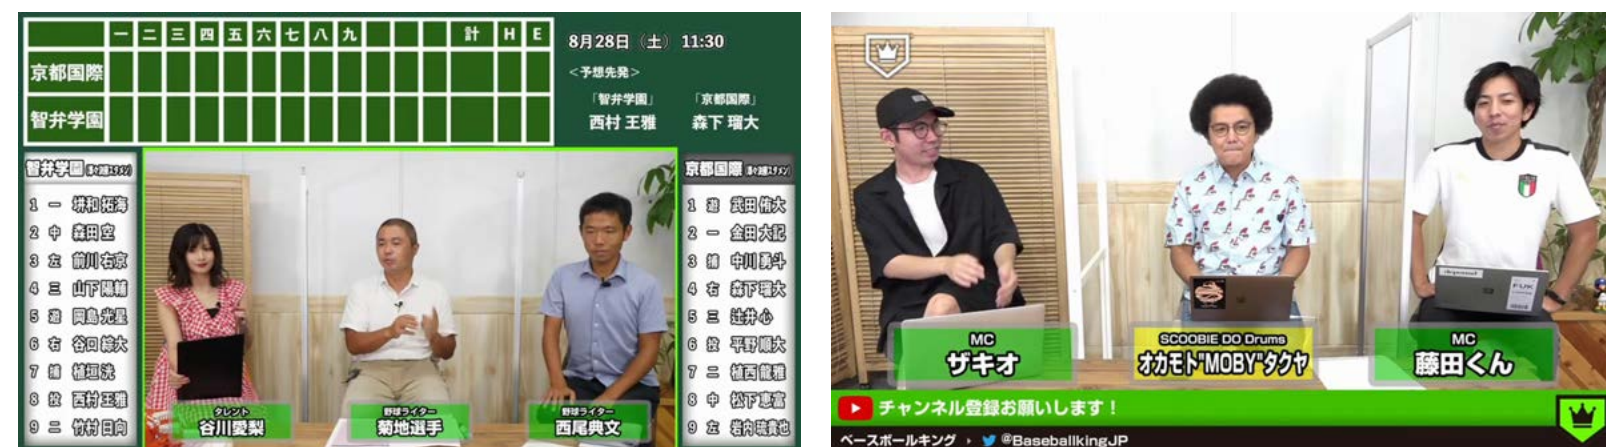 一 二 三 四 五 六 七 八 九 計 H E
京都国際
智弁学園
8月28日（土） 11:30
＜予想先発＞
「智弁学園」 「京都国際」
西村 王雅 森下 瑠大
智弁学園
1 一 垪和拓海
2 中 森田空
3 左 前川右京
4 三 山下陽輔
5 遊 岡島光星
6 右 谷口綜大
7 捕 植垣洸
8 投 西村王雅
9 二 竹村日向
京都国際
1 遊 武田侑大
2 一 金田大記
3 捕 中川勇斗
4 右 森下瑠大
5 三 辻井心
6 投 平野順大
7 二 植西龍雅
8 中 松下恵富
9 左 岩内琉貴也
タレント
谷川愛梨
野球ライター
菊地選手
野球ライター
西尾典文
MC
ザキオ
SCOOBIE DO Drums
オカモト"MOBY"タクヤ
MC
藤田くん
FUK
チャンネル登録お願いします！
ベースボールキング @BaseballkingJP